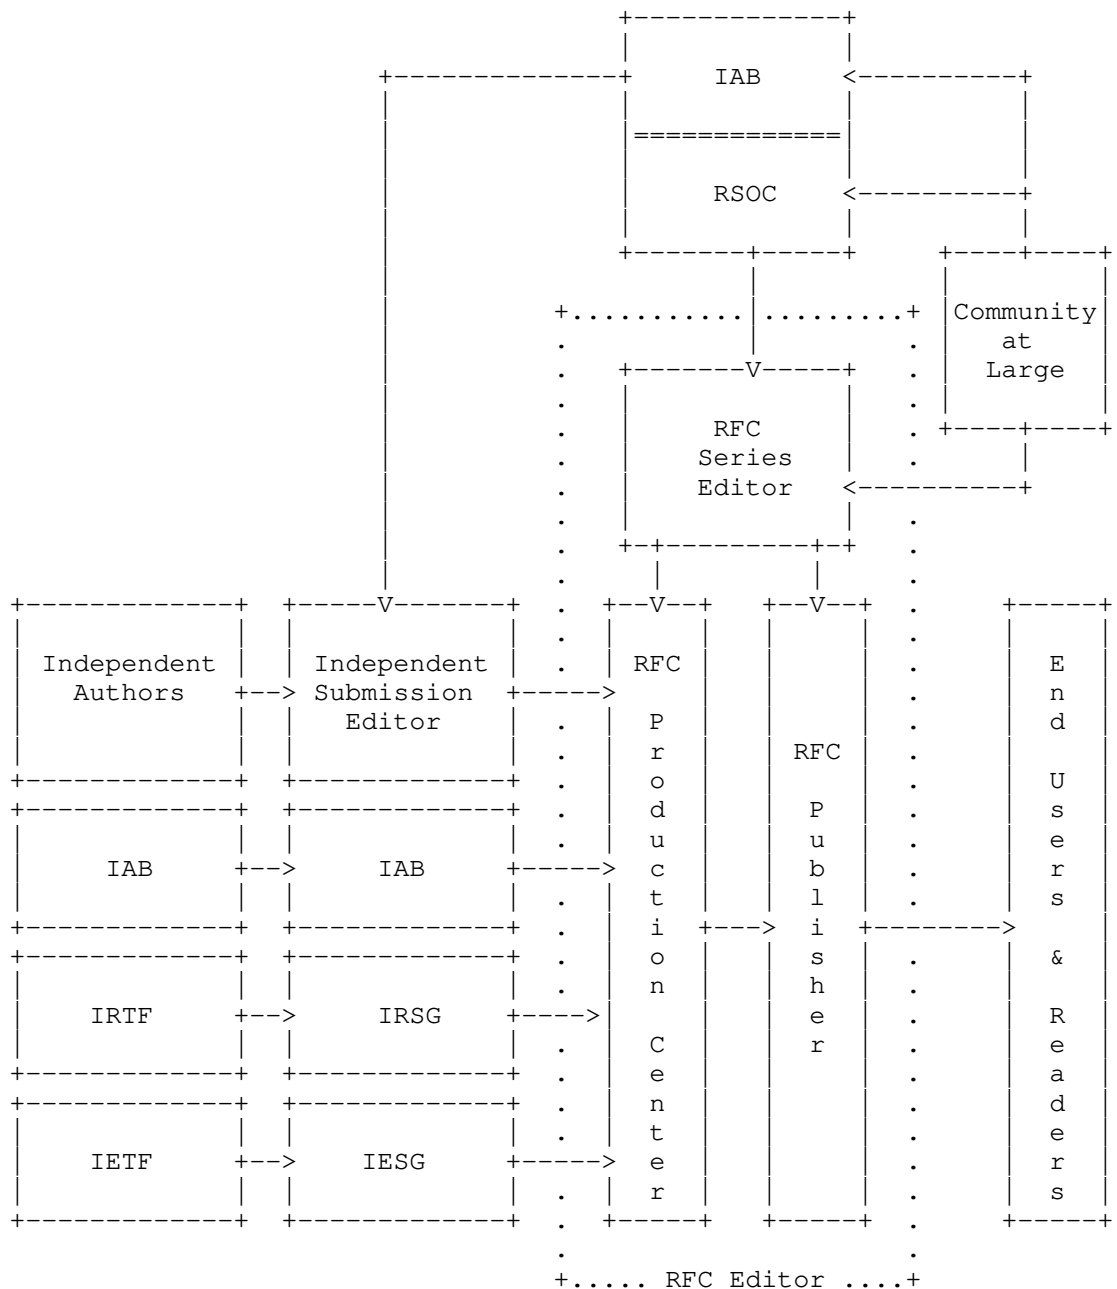 IAB
RSOC
Community
at
Large
RFC
Series
Editor
Independent
Authors
Independent
Submission
Editor
IAB
IAB
IRTF
IRSG
IETF
IESG
RFC
Production
Center
RFC
Publisher
End
Users
&
Readers
RFC Editor